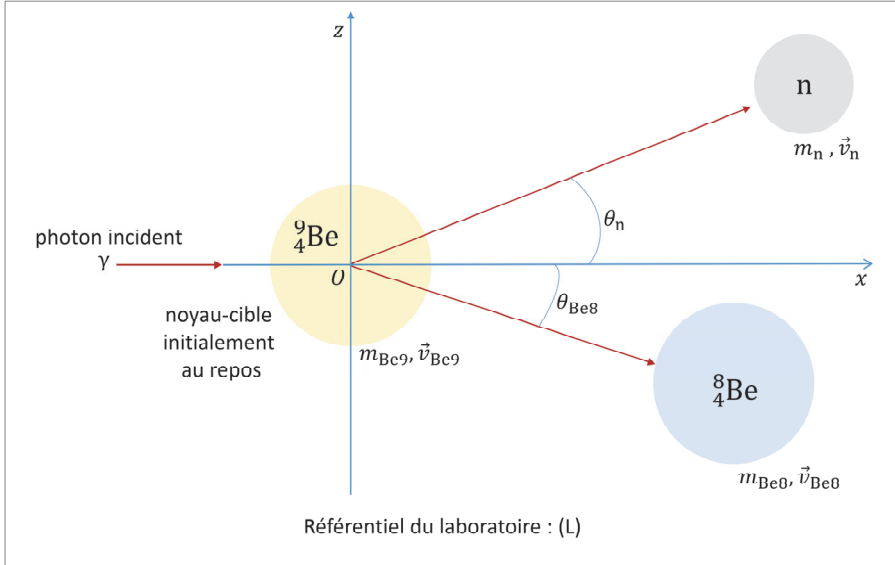 z
n
m_n , v⃗_n
θ_n
⁹₄Be
photon incident
γ
O
x
θ_Be8
noyau-cible
initialement
au repos
m_Be9, v⃗_Be9
⁸₄Be
m_Be8, v⃗_Be8
Référentiel du laboratoire : (L)